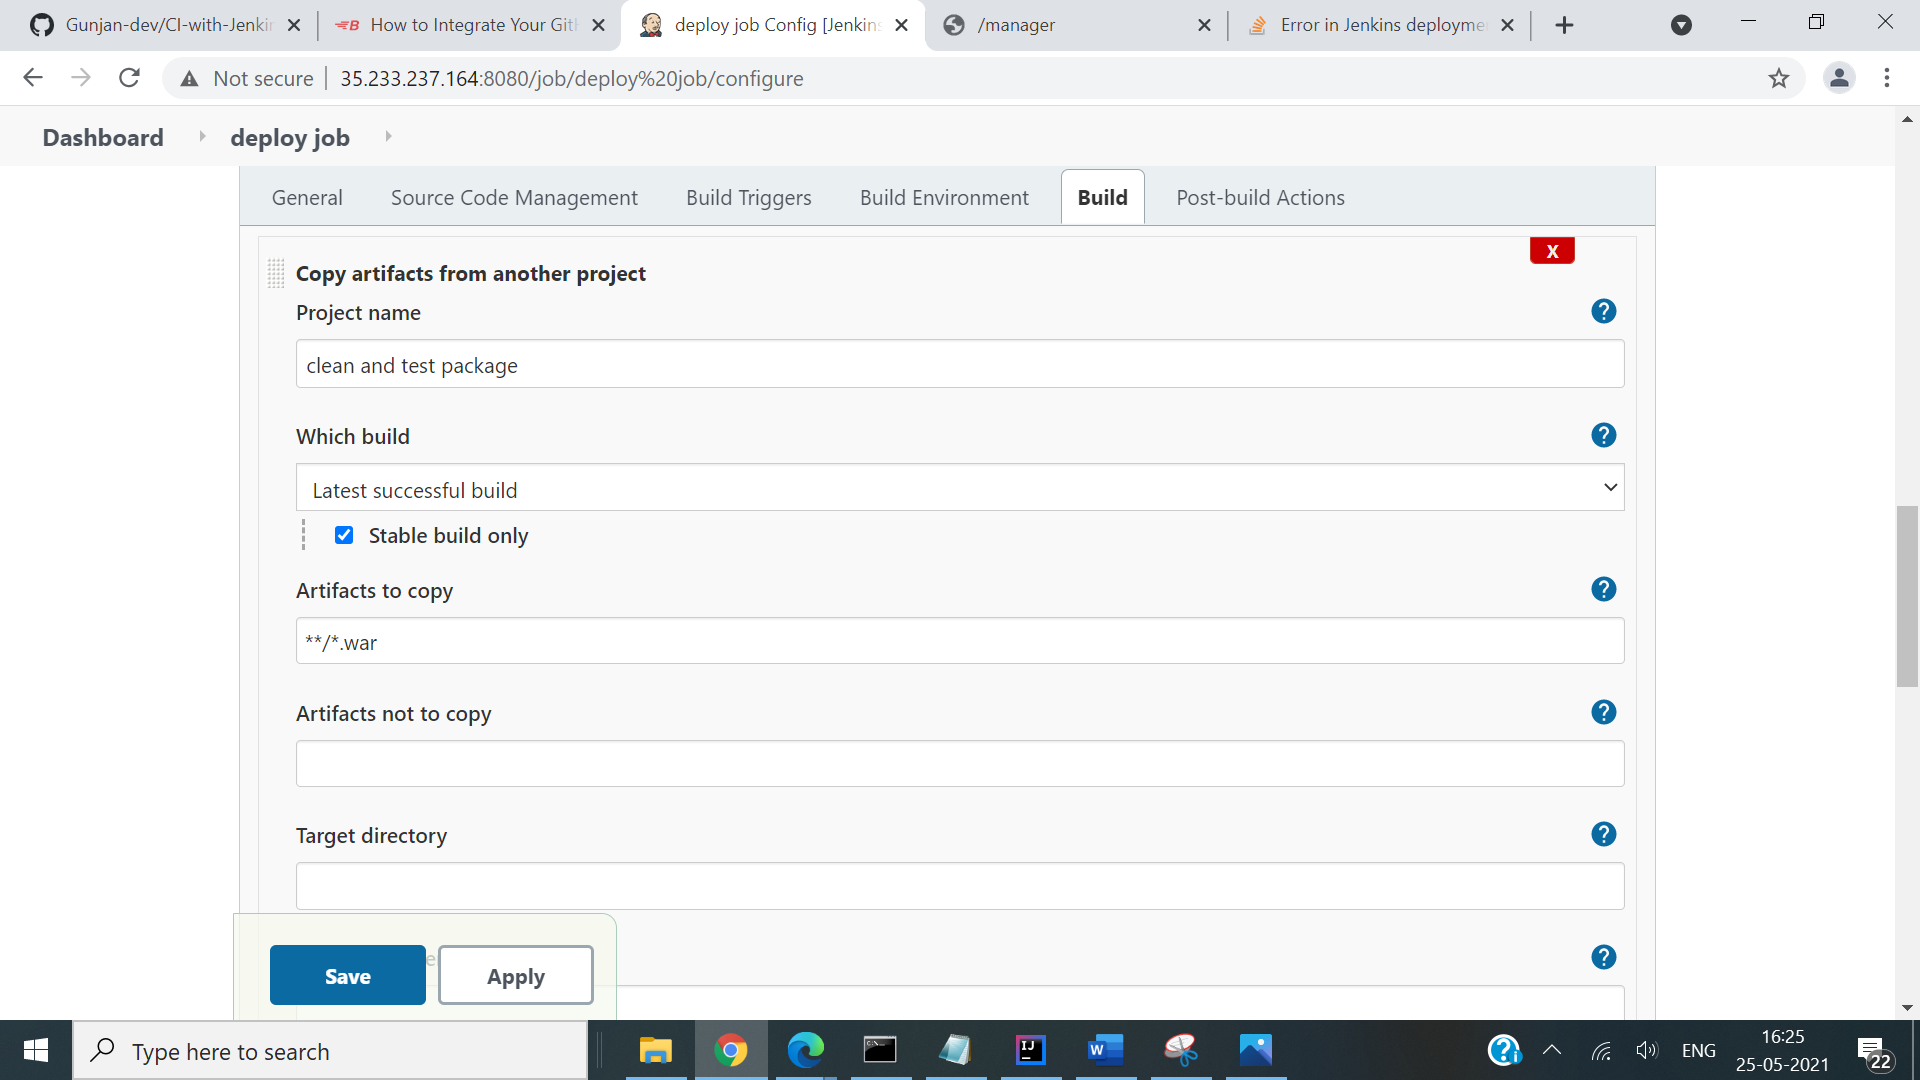 Gunjan-dev/CI-with-Jenkin
How to Integrate Your Gith
deploy job Config [Jenkins
/manager
Error in Jenkins deployme
Not secure
35.233.237.164:8080/job/deploy%20job/configure
Dashboard
deploy job
General
Source Code Management
Build Triggers
Build Environment
Build
Post-build Actions
X
Copy artifacts from another project
Project name
?
clean and test package
Which build
?
Latest successful build
Stable build only
Artifacts to copy
?
**/*.war
Artifacts not to copy
?
Target directory
?
?
Save
Apply
Type here to search
ENG
16:25
25-05-2021
22